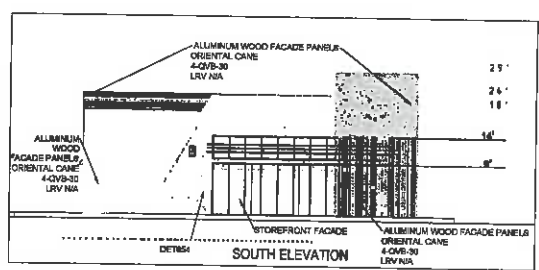 ALUMINUM WOOD FACADE PANELS
ORIENTAL CANE
4-QVB-30
LRV N/A
29'
24'
18'
14'
9'
ALUMINUM
WOOD
FACADE PANELS
ORIENTAL CANE
4-QVB-30
LRV N/A
STOREFRONT FACADE
ALUMINUM WOOD FACADE PANELS
ORIENTAL CANE
4-QVB-30
LRV N/A
SOUTH ELEVATION